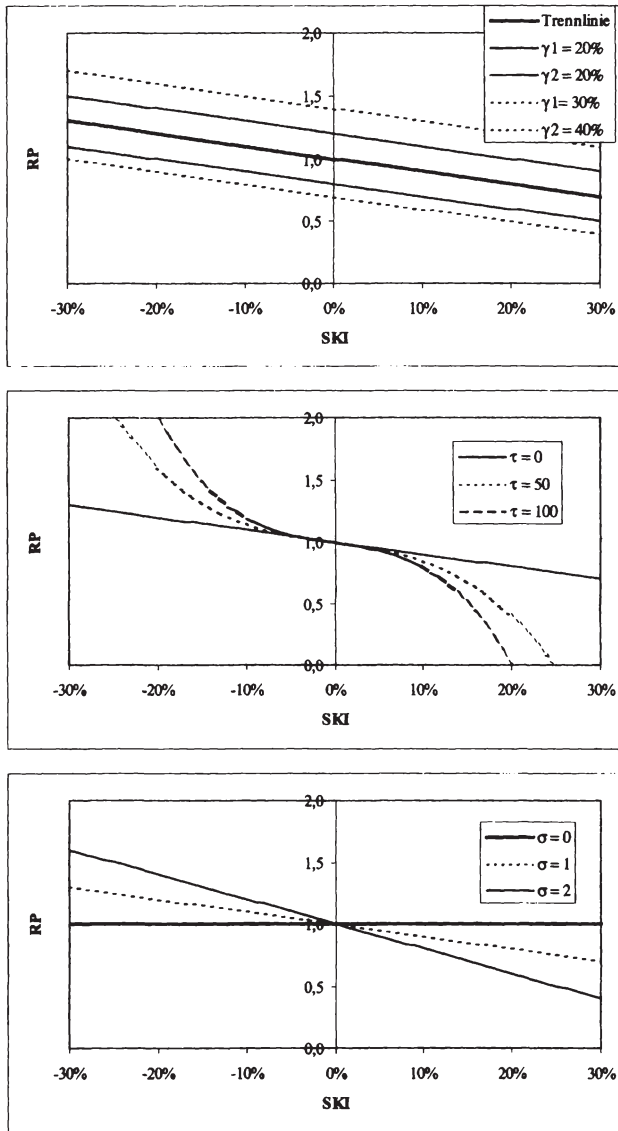 2,0
1,5
1,0
0,5
0,0
RP
-30%
-20%
-10%
0%
10%
20%
30%
SKI
Trennlinie
γ1 = 20%
γ2 = 20%
γ1= 30%
γ2 = 40%
2,0
1,5
1,0
0,5
0,0
RP
-30%
-20%
-10%
0%
10%
20%
30%
SKI
τ = 0
τ = 50
τ = 100
2,0
1,5
1,0
0,5
0,0
RP
-30%
-20%
-10%
0%
10%
20%
30%
SKI
σ = 0
σ = 1
σ = 2